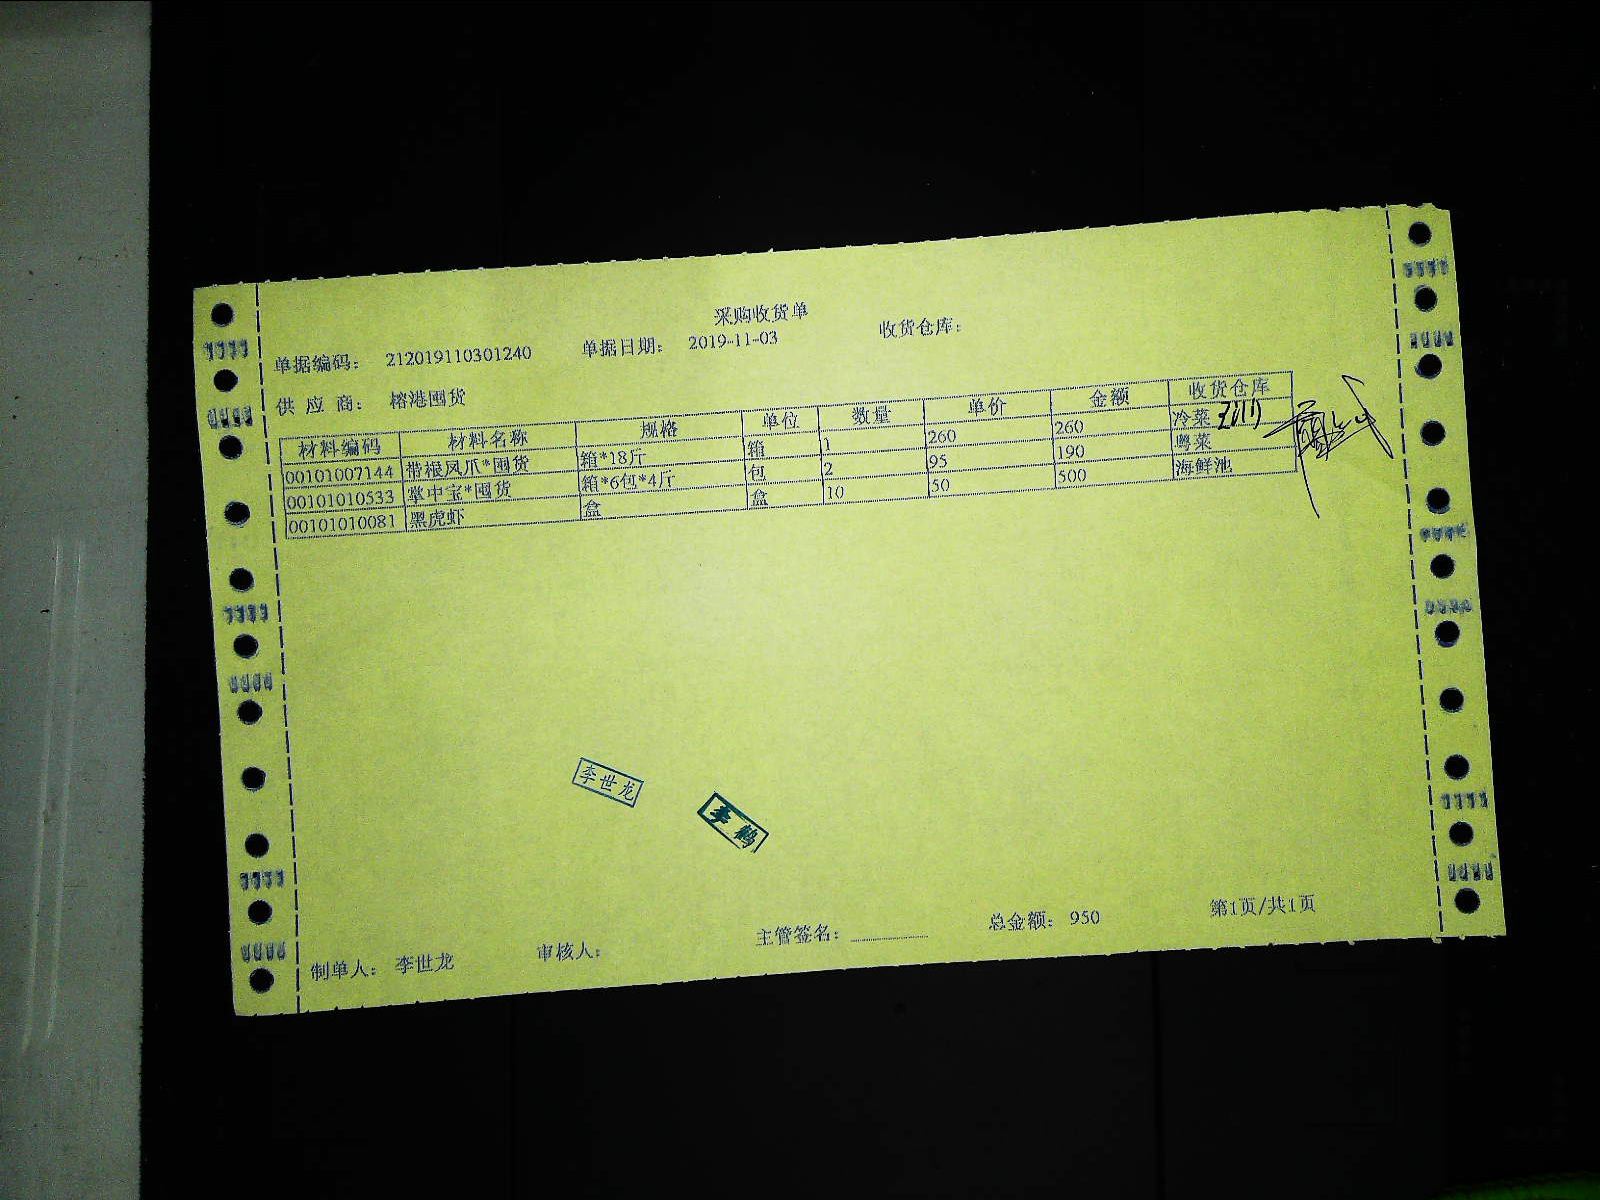 采购收货单
单据编码: 212019110301240 单据日期: 2019-11-03 收货仓库:
供 应 商: 榕港囤货
材料编码 材料名称 规格 单位 数量 单价 金额 收货仓库
00101007144 带根凤爪*囤货 箱*18斤 箱 1 260 260 冷菜
00101010533 掌中宝*囤货 箱*6包*4斤 包 2 95 190 粤菜
00101010081 黑虎虾 盒 盒 10 50 500 海鲜池
李世龙
李鹤
制单人: 李世龙 审核人: 主管签名: 总金额: 950 第1页/共1页